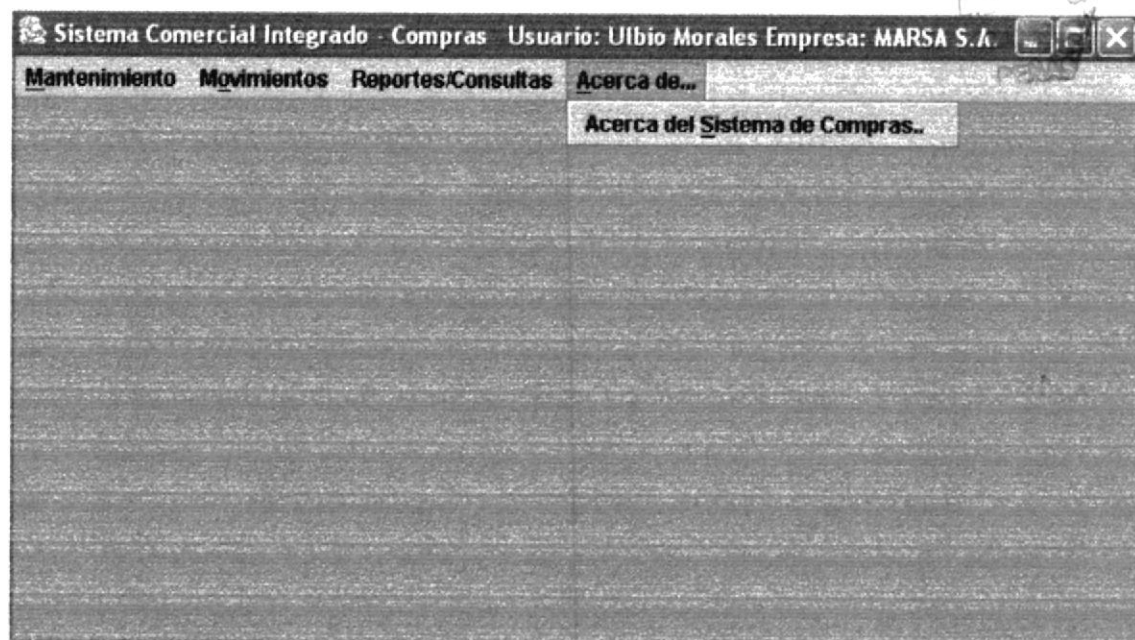 Sistema Comercial Integrado - Compras Usuario: Ulbio Morales Empresa: MARSA S.A.
Mantenimiento Movimientos Reportes/Consultas Acerca de...
Acerca del Sistema de Compras..